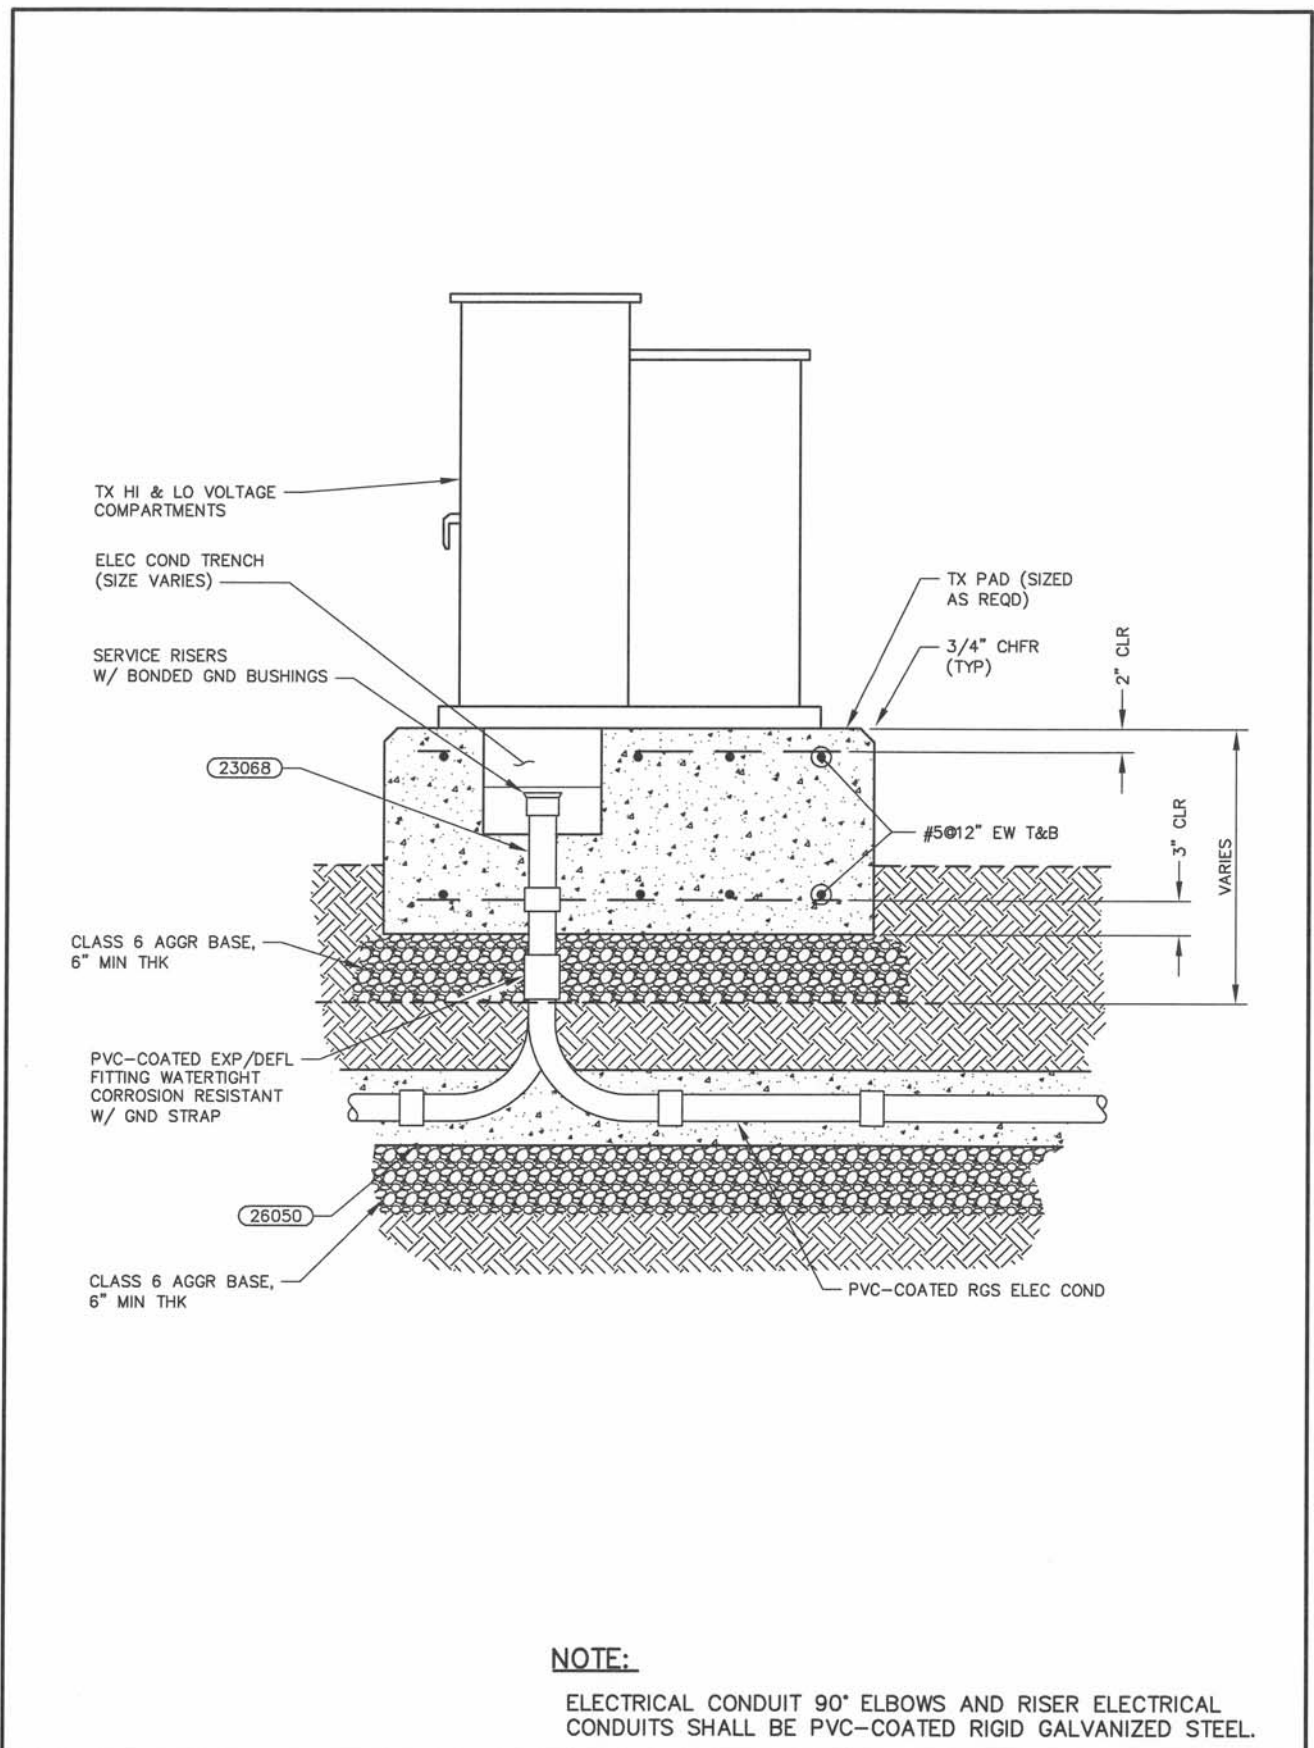 TX HI & LO VOLTAGE
COMPARTMENTS
ELEC COND TRENCH
(SIZE VARIES)
SERVICE RISERS
W/ BONDED GND BUSHINGS
23068
CLASS 6 AGGR BASE,
6" MIN THK
PVC-COATED EXP/DEFL
FITTING WATERTIGHT
CORROSION RESISTANT
W/ GND STRAP
26050
CLASS 6 AGGR BASE,
6" MIN THK
TX PAD (SIZED
AS REQD)
3/4" CHFR
(TYP)
2" CLR
#5@12" EW T&B
3" CLR
VARIES
PVC-COATED RGS ELEC COND
NOTE:
ELECTRICAL CONDUIT 90° ELBOWS AND RISER ELECTRICAL
CONDUITS SHALL BE PVC-COATED RIGID GALVANIZED STEEL.